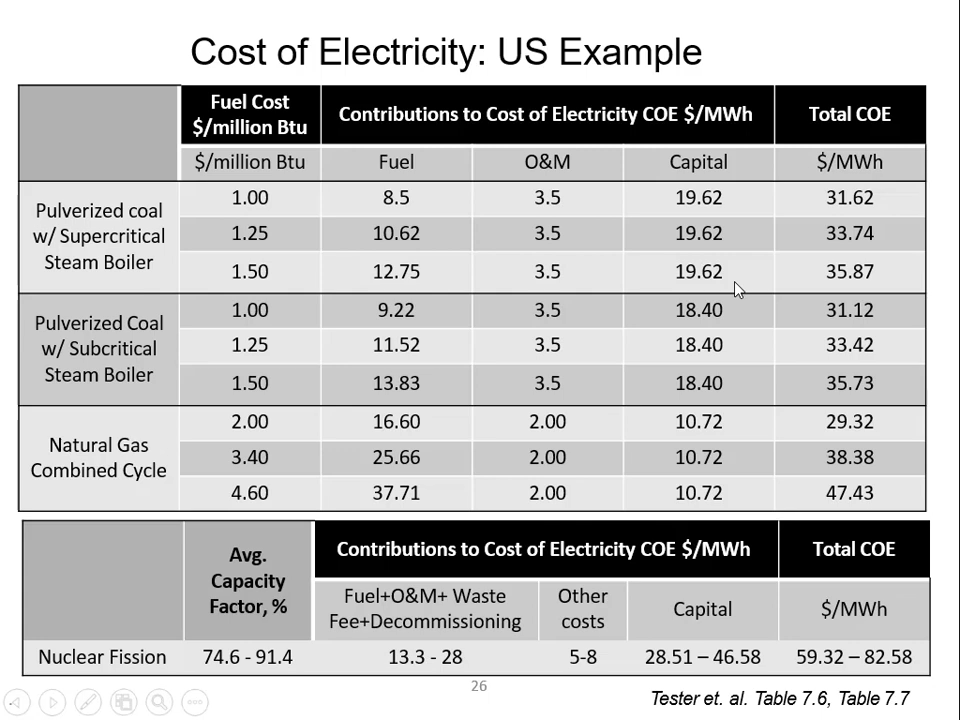 Cost of Electricity: US Example
Fuel Cost
$/million Btu
Contributions to Cost of Electricity COE $/MWh
Total COE
$/million Btu Fuel O&M Capital $/MWh
Pulverized coal
w/ Supercritical
Steam Boiler
1.00 8.5 3.5 19.62 31.62
1.25 10.62 3.5 19.62 33.74
1.50 12.75 3.5 19.62 35.87
Pulverized Coal
w/ Subcritical
Steam Boiler
1.00 9.22 3.5 18.40 31.12
1.25 11.52 3.5 18.40 33.42
1.50 13.83 3.5 18.40 35.73
Natural Gas
Combined Cycle
2.00 16.60 2.00 10.72 29.32
3.40 25.66 2.00 10.72 38.38
4.60 37.71 2.00 10.72 47.43
Avg.
Capacity
Factor, %
Contributions to Cost of Electricity COE $/MWh
Total COE
Fuel+O&M+ Waste
Fee+Decommissioning
Other
costs
Capital
$/MWh
Nuclear Fission 74.6 - 91.4 13.3 - 28 5-8 28.51 – 46.58 59.32 – 82.58
26
Tester et. al. Table 7.6, Table 7.7